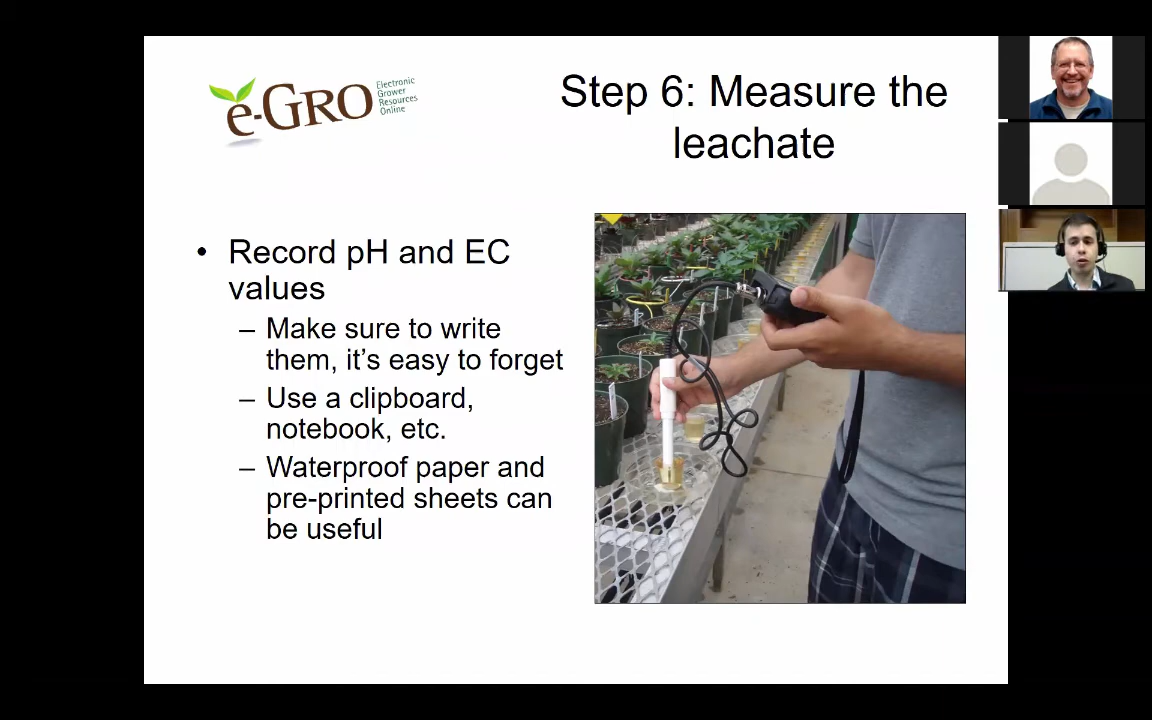 e-GRO
Electronic
Grower
Resources
Online
Step 6: Measure the
leachate
• Record pH and EC
values
– Make sure to write
them, it's easy to forget
– Use a clipboard,
notebook, etc.
– Waterproof paper and
pre-printed sheets can
be useful